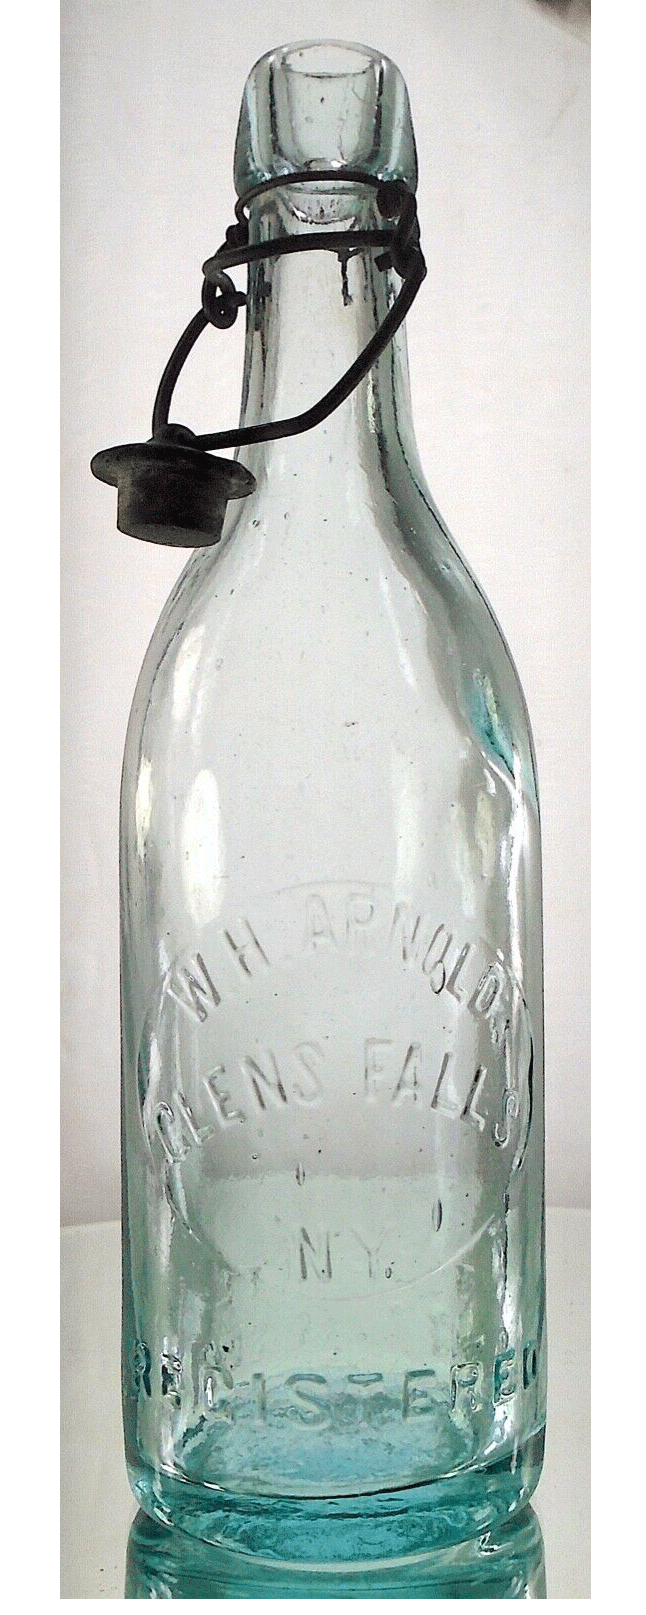 W.H. ARNOLD
GLENS FALLS
N.Y.
REGISTERED